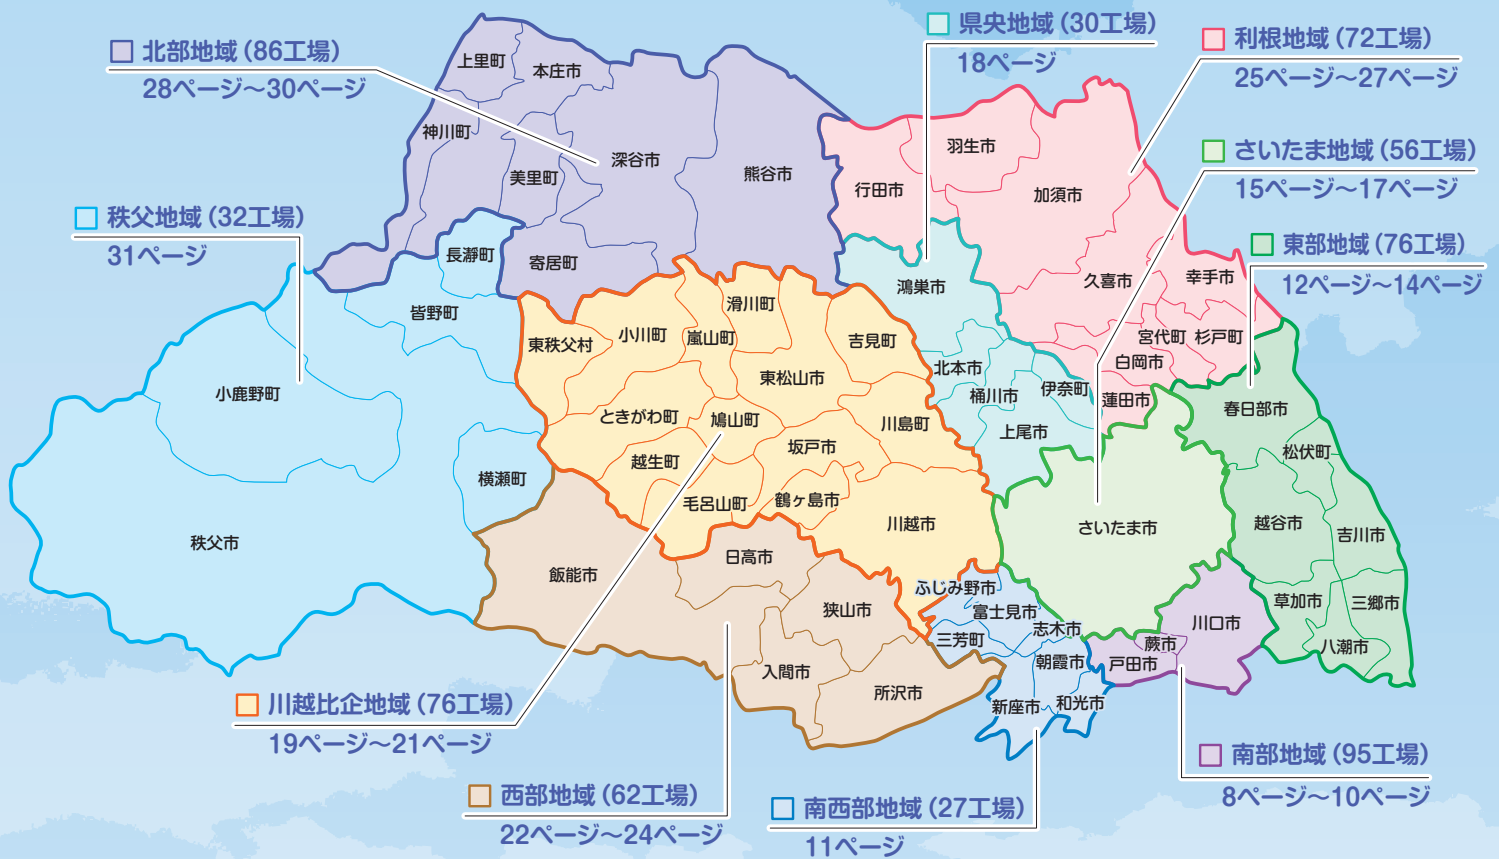 北部地域（86工場）
28ページ～30ページ
県央地域（30工場）
18ページ
利根地域（72工場）
25ページ～27ページ
さいたま地域（56工場）
15ページ～17ページ
東部地域（76工場）
12ページ～14ページ
秩父地域（32工場）
31ページ
上里町
本庄市
神川町
美里町
深谷市
熊谷市
寄居町
長瀞町
皆野町
小鹿野町
横瀬町
秩父市
羽生市
行田市
加須市
久喜市
幸手市
宮代町
杉戸町
白岡市
蓮田市
鴻巣市
北本市
桶川市
伊奈町
上尾市
東秩父村
小川町
嵐山町
滑川町
吉見町
東松山市
ときがわ町
鳩山町
川島町
越生町
坂戸市
毛呂山町
鶴ヶ島市
川越市
さいたま市
春日部市
松伏町
越谷市
吉川市
草加市
三郷市
八潮市
飯能市
日高市
狭山市
入間市
所沢市
ふじみ野市
富士見市
三芳町
志木市
朝霞市
新座市
和光市
川口市
蕨市
戸田市
川越比企地域（76工場）
19ページ～21ページ
西部地域（62工場）
22ページ～24ページ
南西部地域（27工場）
11ページ
南部地域（95工場）
8ページ～10ページ